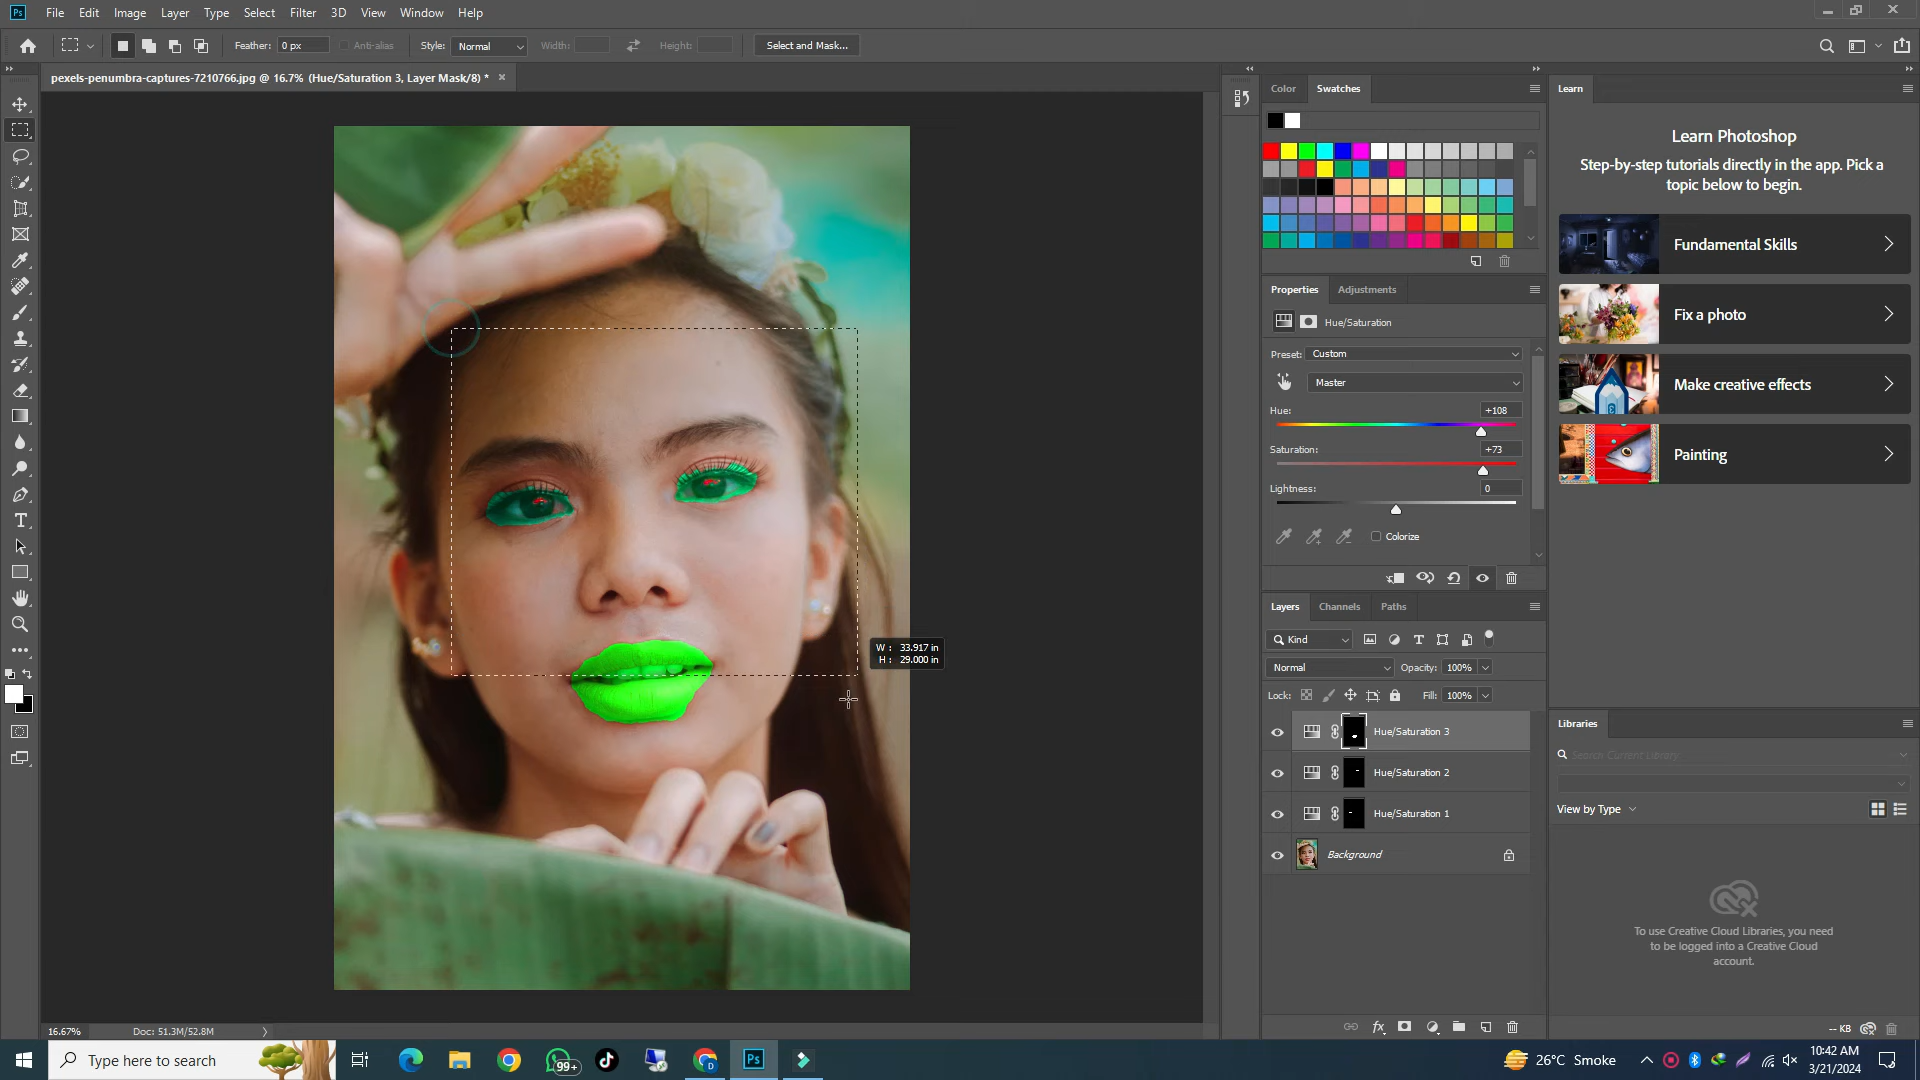 Ps File Edit Image Layer Type Select Filter 3D View Window Help
Feather: 0 px Anti-alias Style: Normal Width: Height: Select and Mask...
pexels-penumbra-captures-7210766.jpg @ 16.7% (Hue/Saturation 3, Layer Mask/8) *
Color Swatches
Learn
Learn Photoshop
Step-by-step tutorials directly in the app. Pick a
topic below to begin.
Fundamental Skills
Fix a photo
Make creative effects
Painting
Properties Adjustments
Hue/Saturation
Preset: Custom
Master
Hue: +108
Saturation: +73
Lightness: 0
Colorize
Layers Channels Paths
Kind
Normal Opacity: 100%
Lock: Fill: 100%
Hue/Saturation 3
Hue/Saturation 2
Hue/Saturation 1
Background
W : 33.917 in
H : 29.000 in
Libraries
Search Current Library
View by Type
To use Creative Cloud Libraries, you need
to be logged into a Creative Cloud
account.
-- KB
16.67% Doc: 51.3M/52.8M
Type here to search
99+
D
Ps
26°C Smoke
10:42 AM
3/21/2024